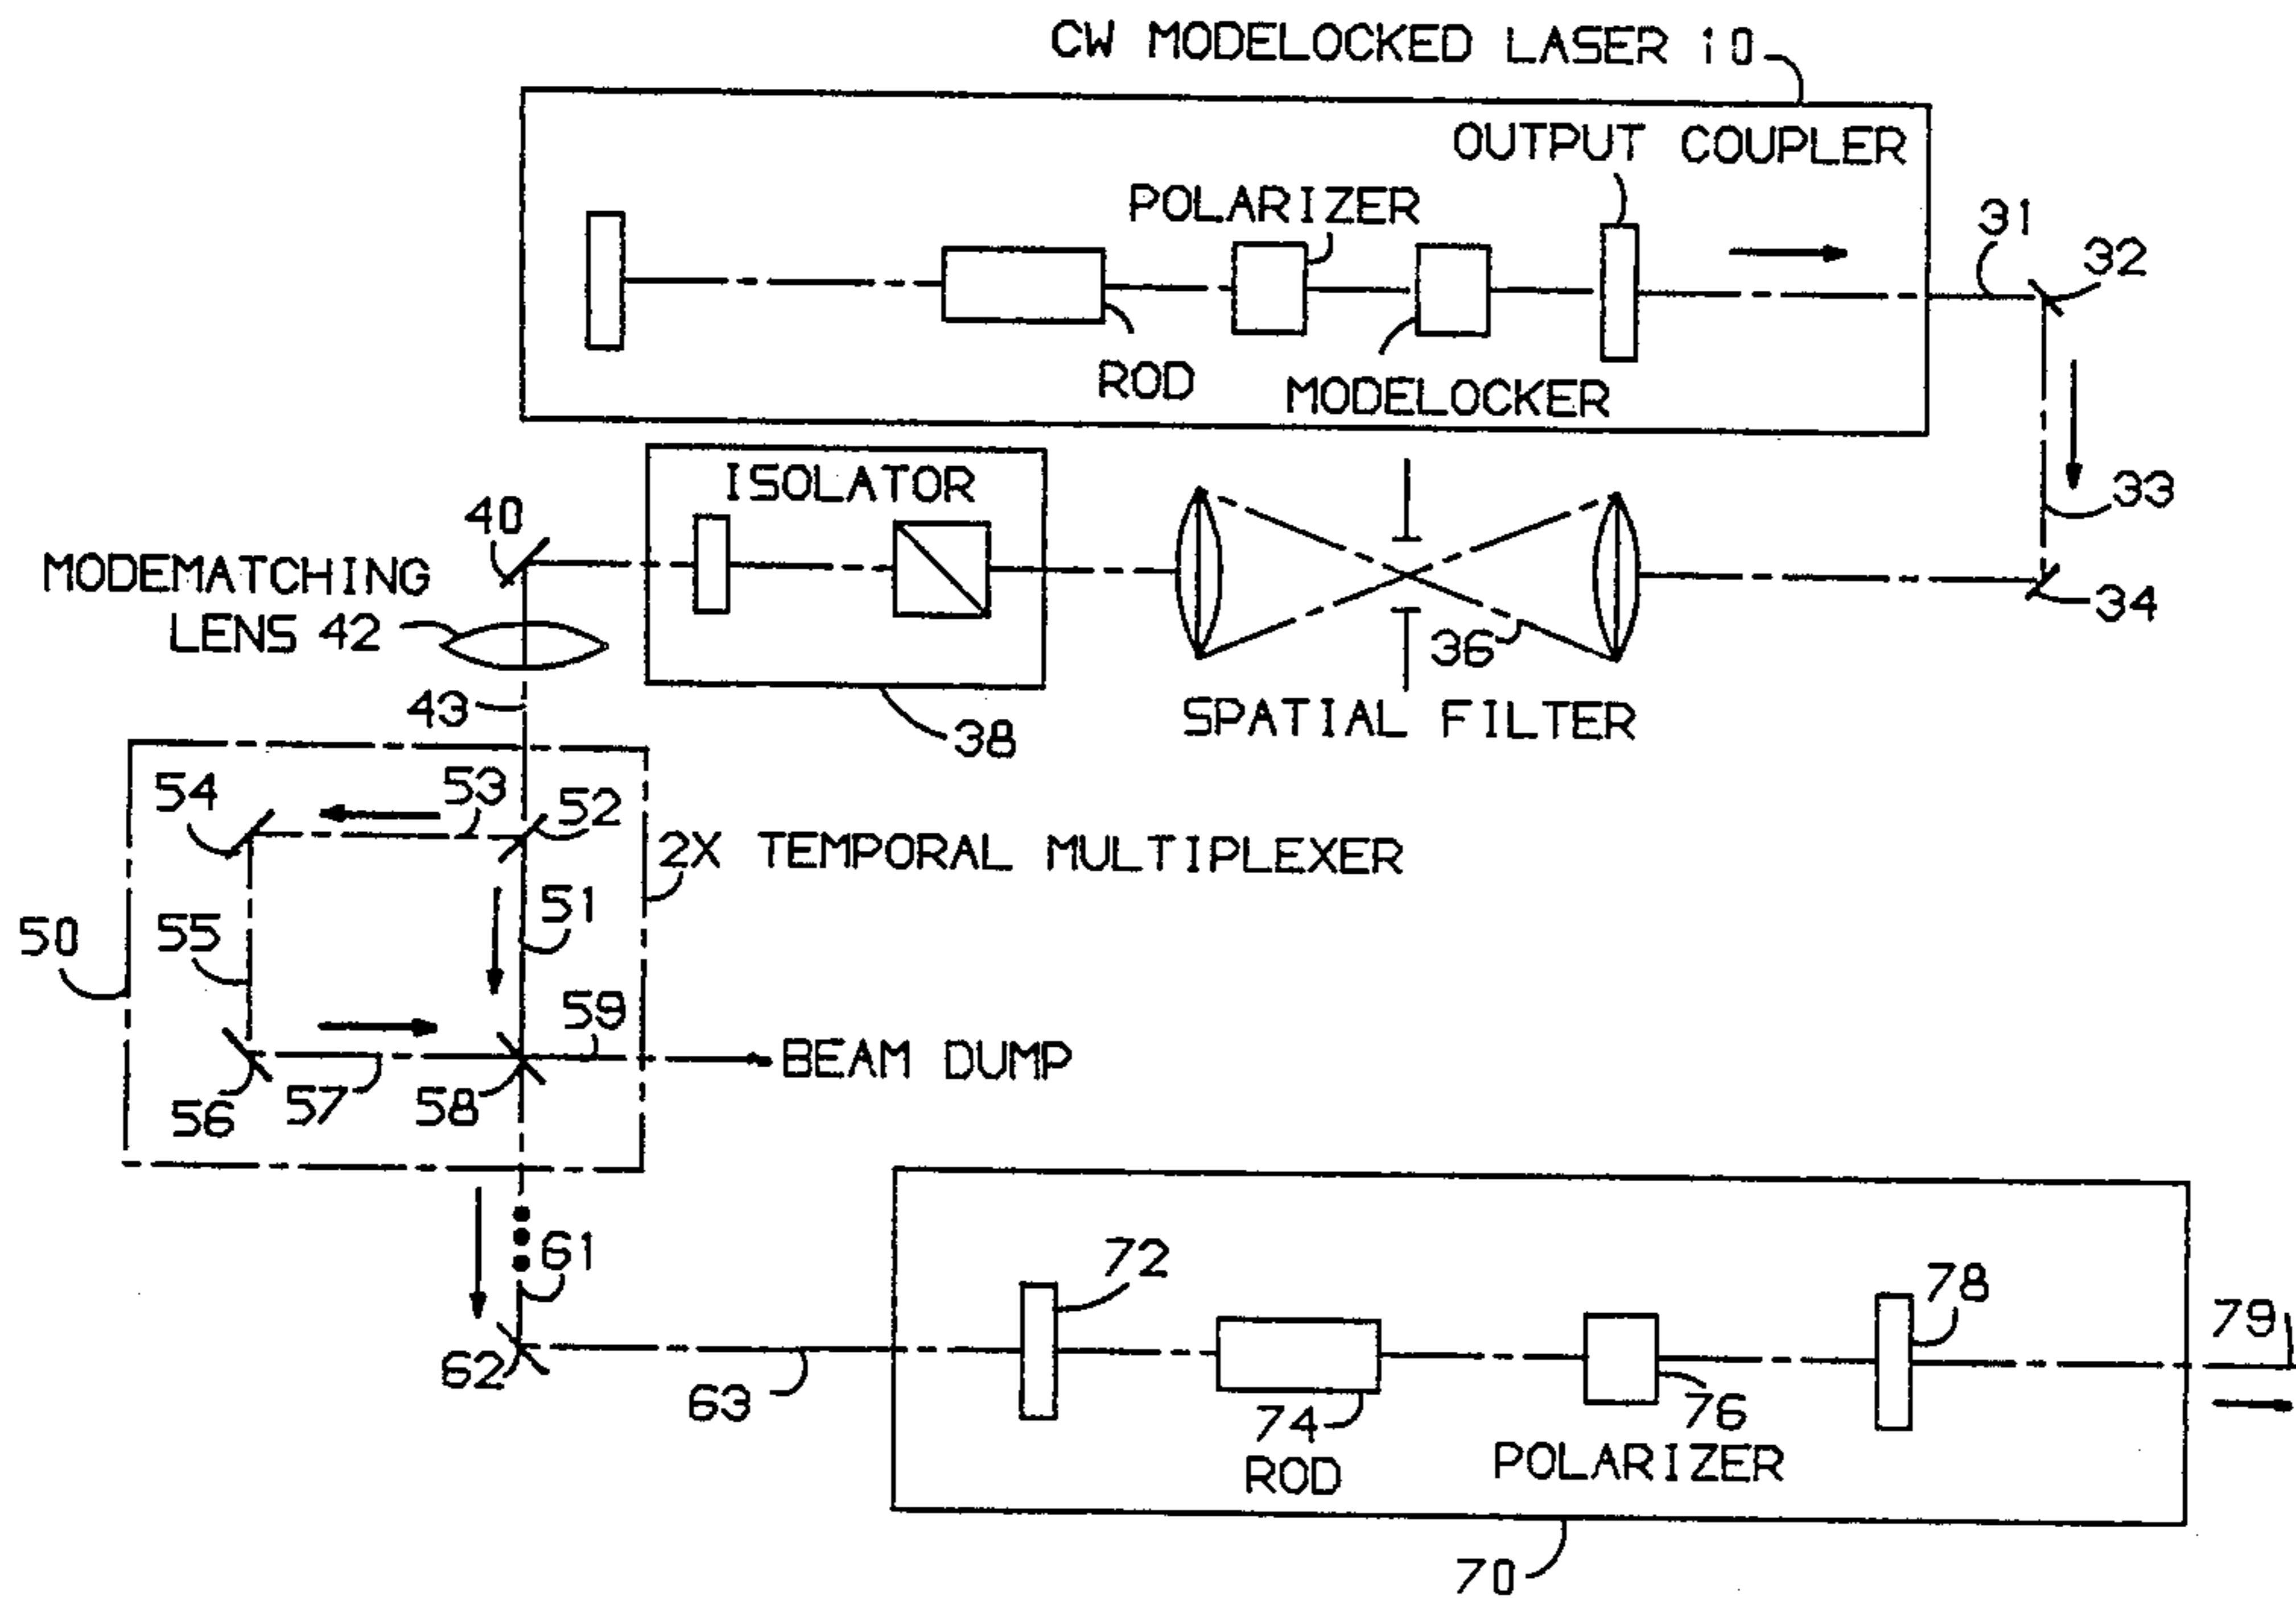 CW MODELOCKED LASER 10
OUTPUT COUPLER
POLARIZER
31
32
ROD
MODELOCKER
33
ISOLATOR
40
MODEMATCHING
LENS 42
34
36
43
38
SPATIAL FILTER
54
53
52
2X TEMPORAL MULTIPLEXER
51
50
55
59
BEAM DUMP
56
57
58
61
72
78
79
62
63
74
ROD
76
POLARIZER
70